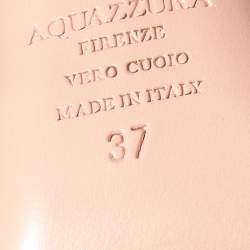 AQUAZZURA
FIRENZE
VERO CUOIO
MADE IN ITALY
37